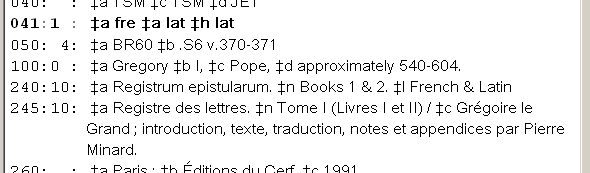 040:   : ‡a TSM ‡c TSM ‡d JET
041:1  : ‡a fre ‡a lat ‡h lat
050: 4: ‡a BR60 ‡b .S6 v.370-371
100:0 : ‡a Gregory ‡b I, ‡c Pope, ‡d approximately 540-604.
240:10: ‡a Registrum epistularum. ‡n Books 1 & 2. ‡l French & Latin
245:10: ‡a Registre des lettres. ‡n Tome I (Livres I et II) / ‡c Grégoire le
Grand ; introduction, texte, traduction, notes et appendices par Pierre
Minard.
260:   : ‡a Paris : ‡b Éditions du Cerf, ‡c 1991.